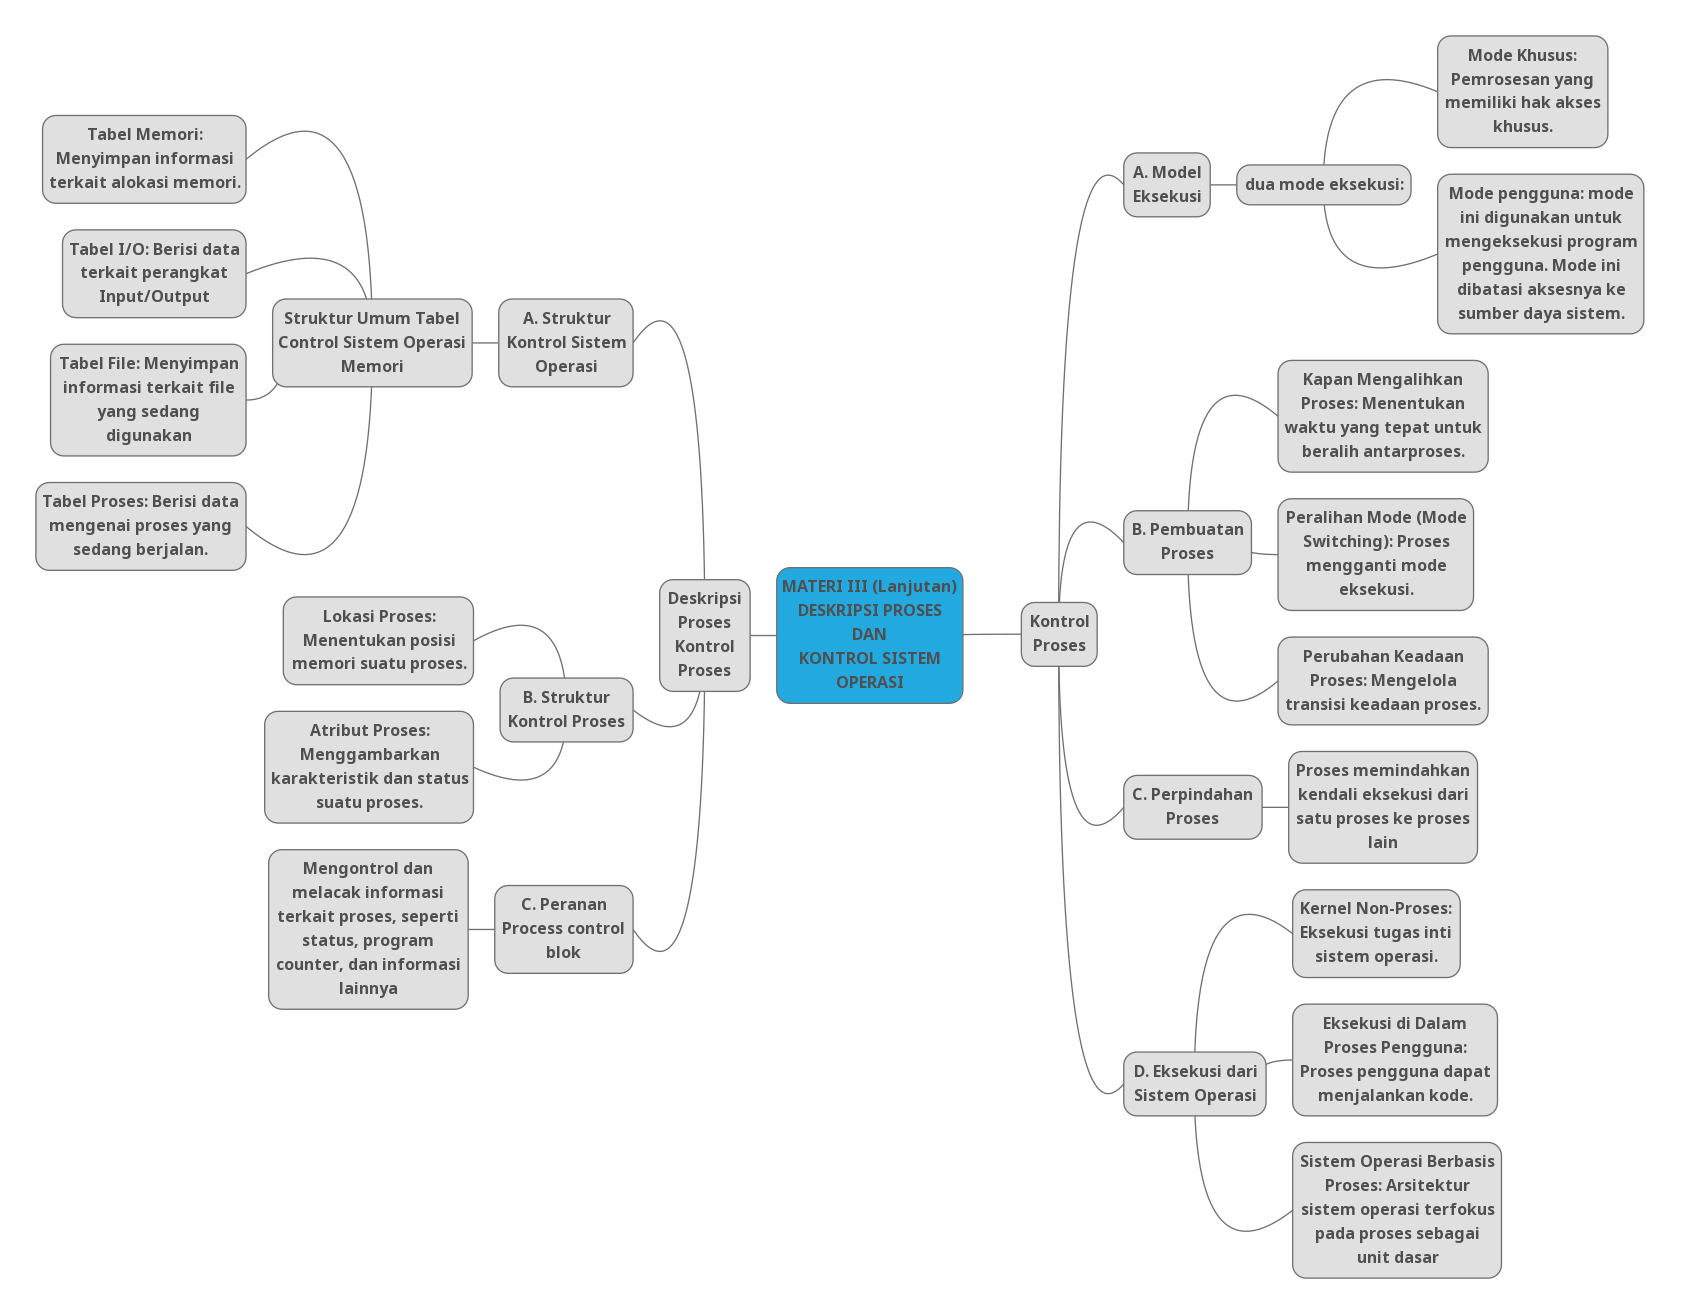 MATERI III (Lanjutan)
DESKRIPSI PROSES
DAN
KONTROL SISTEM
OPERASI
Deskripsi
Proses
Kontrol
Proses
A. Struktur
Kontrol Sistem
Operasi
Struktur Umum Tabel
Control Sistem Operasi
Memori
Tabel Memori:
Menyimpan informasi
terkait alokasi memori.
Tabel I/O: Berisi data
terkait perangkat
Input/Output
Tabel File: Menyimpan
informasi terkait file
yang sedang
digunakan
Tabel Proses: Berisi data
mengenai proses yang
sedang berjalan.
B. Struktur
Kontrol Proses
Lokasi Proses:
Menentukan posisi
memori suatu proses.
Atribut Proses:
Menggambarkan
karakteristik dan status
suatu proses.
C. Peranan
Process control
blok
Mengontrol dan
melacak informasi
terkait proses, seperti
status, program
counter, dan informasi
lainnya
Kontrol
Proses
A. Model
Eksekusi
dua mode eksekusi:
Mode Khusus:
Pemrosesan yang
memiliki hak akses
khusus.
Mode pengguna: mode
ini digunakan untuk
mengeksekusi program
pengguna. Mode ini
dibatasi aksesnya ke
sumber daya sistem.
B. Pembuatan
Proses
Kapan Mengalihkan
Proses: Menentukan
waktu yang tepat untuk
beralih antarproses.
Peralihan Mode (Mode
Switching): Proses
mengganti mode
eksekusi.
Perubahan Keadaan
Proses: Mengelola
transisi keadaan proses.
C. Perpindahan
Proses
Proses memindahkan
kendali eksekusi dari
satu proses ke proses
lain
D. Eksekusi dari
Sistem Operasi
Kernel Non-Proses:
Eksekusi tugas inti
sistem operasi.
Eksekusi di Dalam
Proses Pengguna:
Proses pengguna dapat
menjalankan kode.
Sistem Operasi Berbasis
Proses: Arsitektur
sistem operasi terfokus
pada proses sebagai
unit dasar